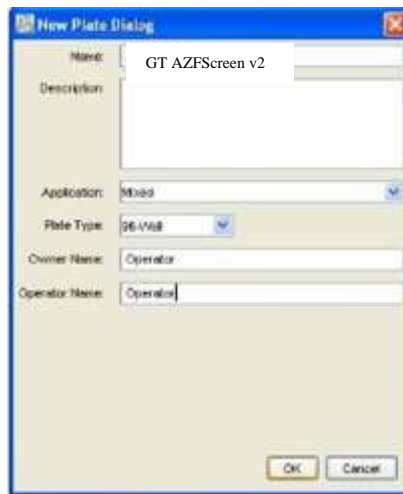 New Plate Dialog
Name: GT AZFScreen v2
Description:
Application: Mixed
Plate Type: 96-Well
Owner Name: Operator
Operator Name: Operator
OK Cancel